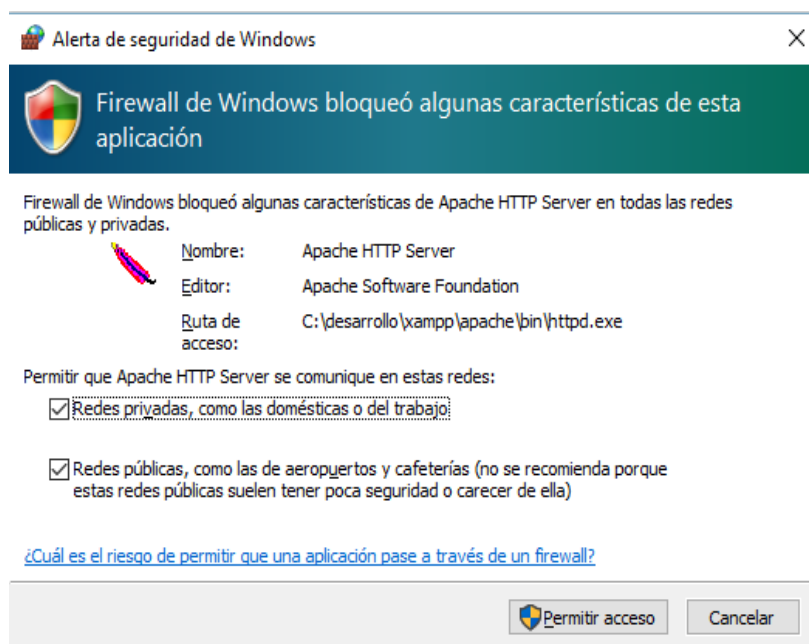 Alerta de seguridad de Windows
Firewall de Windows bloqueó algunas características de esta
aplicación
Firewall de Windows bloqueó algunas características de Apache HTTP Server en todas las redes
públicas y privadas.
Nombre: Apache HTTP Server
Editor: Apache Software Foundation
Ruta de C:\desarrollo\xampp\apache\bin\httpd.exe
acceso:
Permitir que Apache HTTP Server se comunique en estas redes:
Redes privadas, como las domésticas o del trabajo
Redes públicas, como las de aeropuertos y cafeterías (no se recomienda porque
estas redes públicas suelen tener poca seguridad o carecer de ella)
¿Cuál es el riesgo de permitir que una aplicación pase a través de un firewall?
Permitir acceso Cancelar